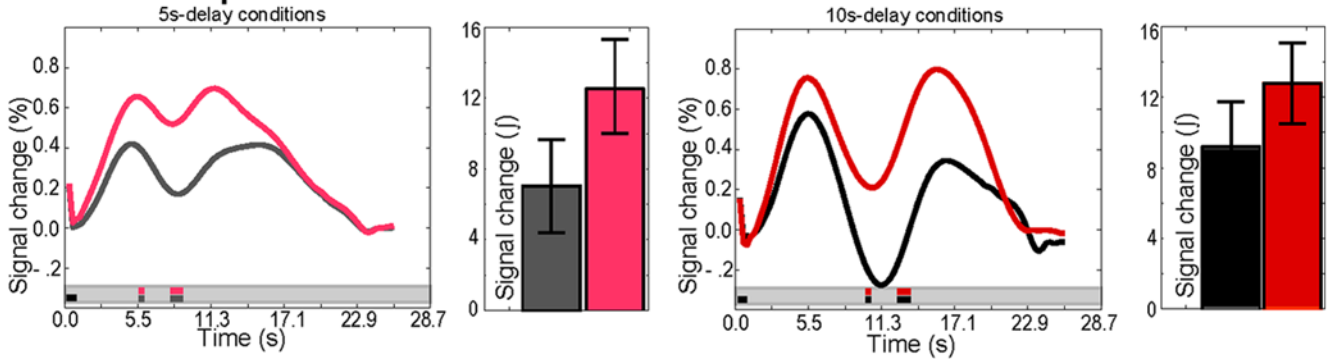 5s-delay conditions
Signal change (%)
0.8
0.6
0.4
0.2
0.0
-.2
0.0 5.5 11.3 17.1 22.9 28.7
Time (s)
Signal change (∫)
16
12
8
4
0
10s-delay conditions
Signal change (%)
0.8
0.6
0.4
0.2
0.0
-.2
0.0 5.5 11.3 17.1 22.9 28.7
Time (s)
Signal change (∫)
16
12
8
4
0